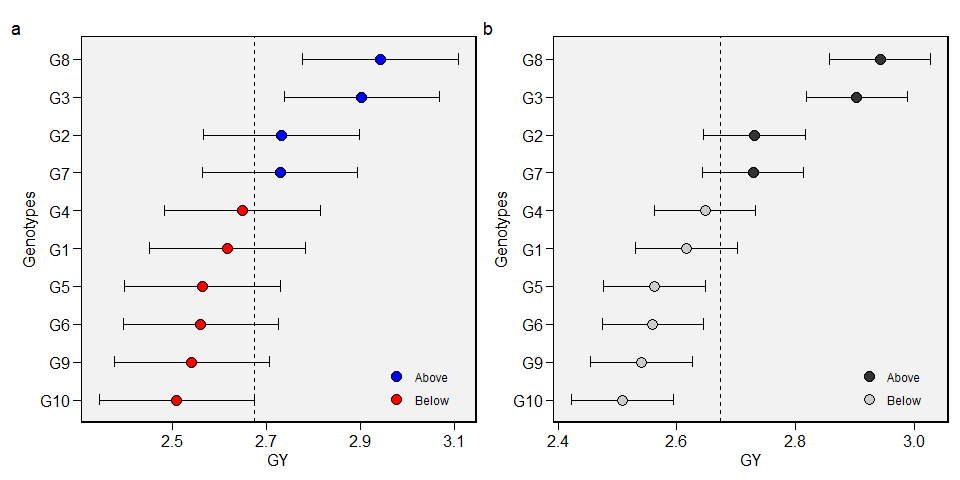 a
Genotypes
G8
G3
G2
G7
G4
G1
G5
G6
G9
G10
Above
Below
2.5 2.7 2.9 3.1
GY
b
Genotypes
G8
G3
G2
G7
G4
G1
G5
G6
G9
G10
Above
Below
2.4 2.6 2.8 3.0
GY